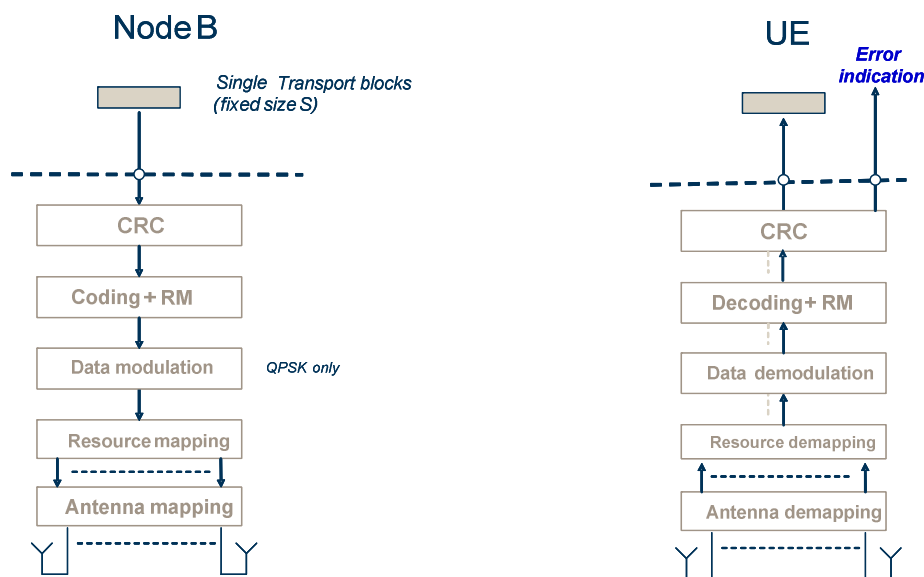 Node B
Single Transport blocks
(fixed size S)
CRC
Coding + RM
Data modulation
QPSK only
Resource mapping
Antenna mapping
UE
Error
indication
CRC
Decoding + RM
Data demodulation
Resource demapping
Antenna demapping